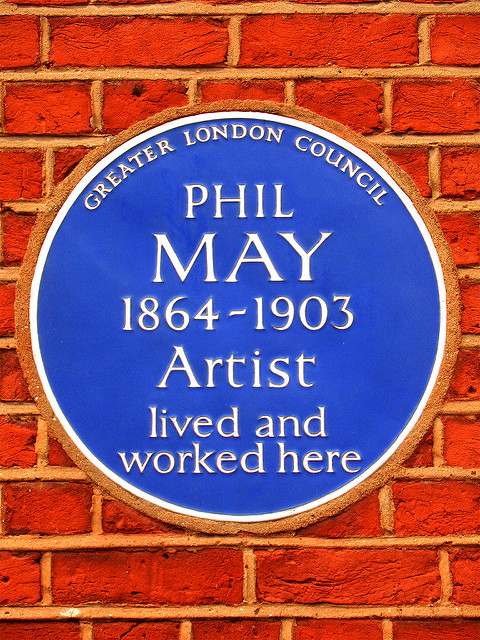 GREATER LONDON COUNCIL
PHIL
MAY
1864-1903
Artist
lived and
worked here